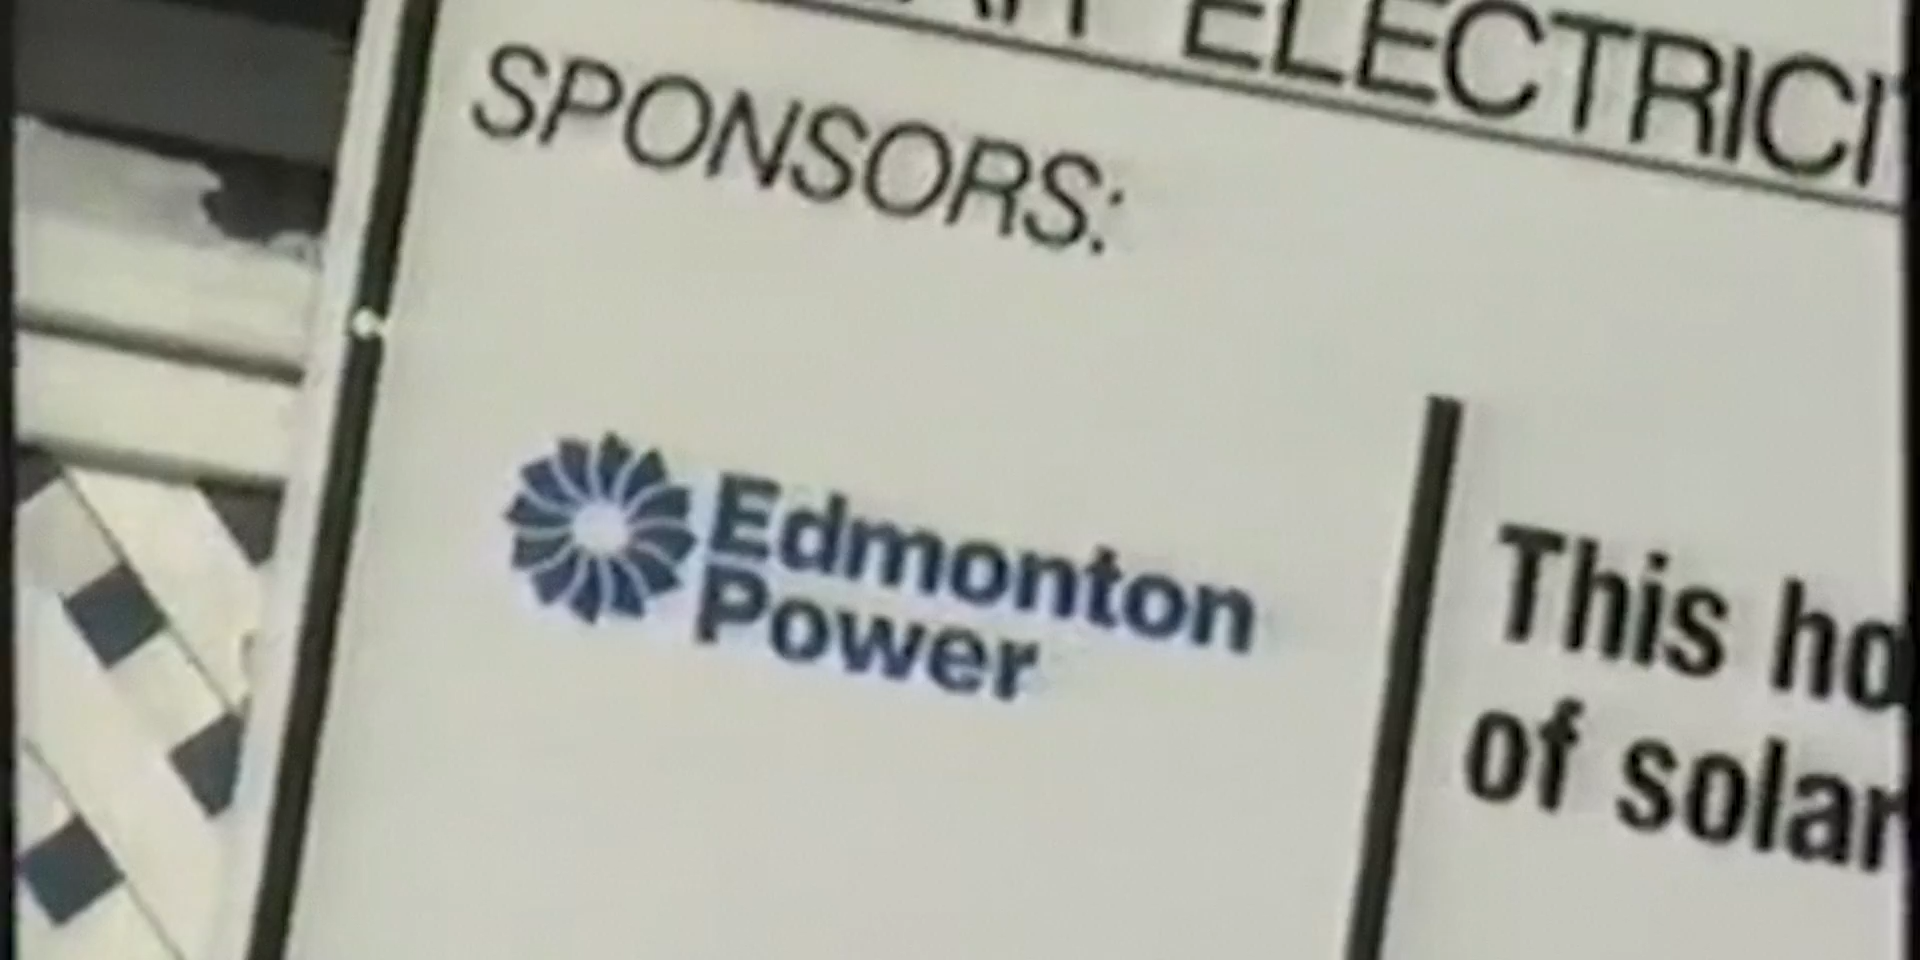 ELECTRICI
SPONSORS:
Edmonton
Power
This ho
of solar